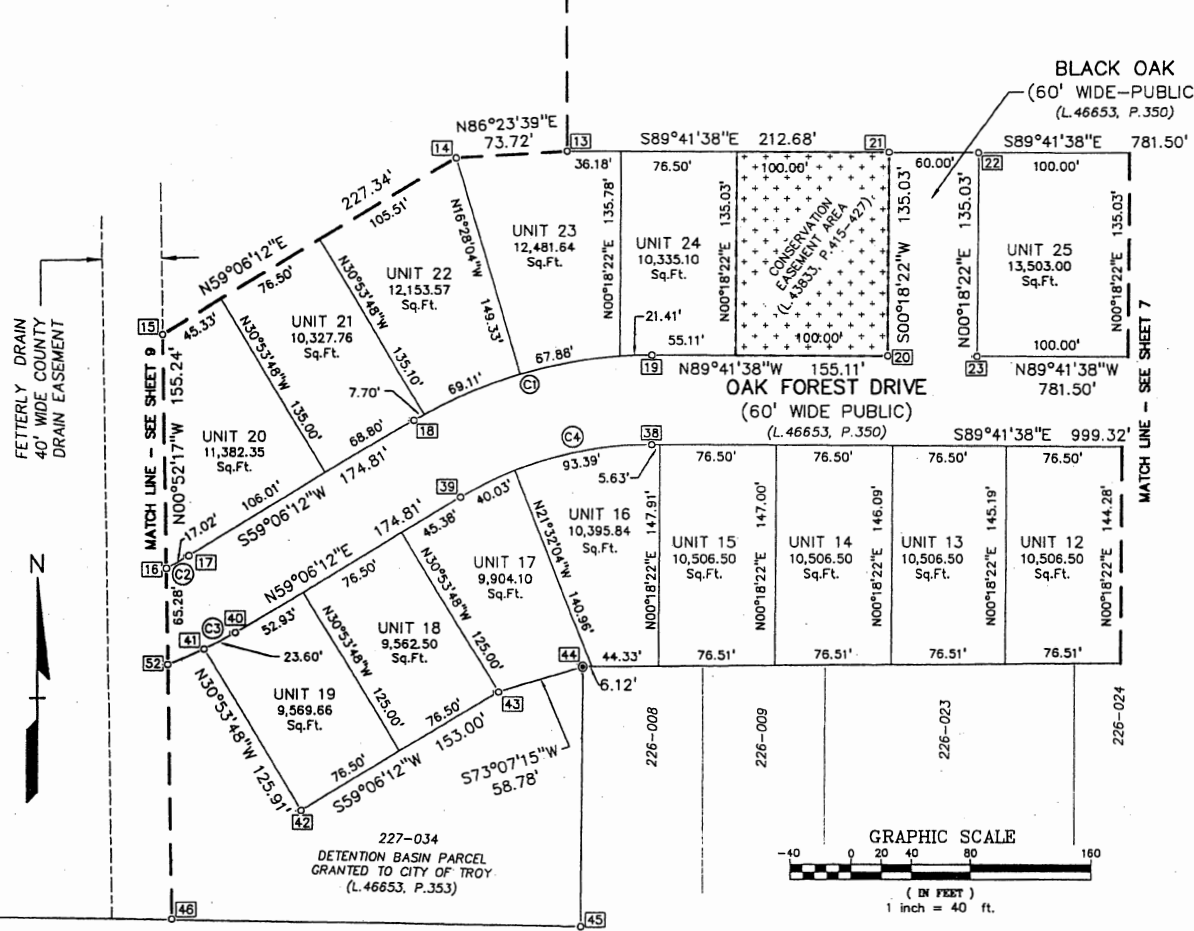 BLACK OAK
(60' WIDE-PUBLIC
(L.46653, P.350)
N86°23'39"E
73.72'
13
14
S89°41'38"E 212.68'
21
S89°41'38"E 781.50'
22
36.18'
76.50'
100.00'
60.00'
100.00'
227.34'
105.51'
N59°06'12"E
76.50'
45.33'
15
N16°28'04"W
149.33'
UNIT 23
12,481.64
Sq.Ft.
N00°18'22"E 135.78'
UNIT 24
10,335.10
Sq.Ft.
N00°18'22"E 135.03'
CONSERVATION
EASEMENT AREA
(L.43833, P.415-427)
S00°18'22"W 135.03'
N00°18'22"E 135.03'
UNIT 25
13,503.00
Sq.Ft.
N00°18'22"E 135.03'
UNIT 22
12,153.57
Sq.Ft.
N30°53'48"W
135.10'
UNIT 21
10,327.76
Sq.Ft.
N30°53'48"W
135.00'
UNIT 20
11,382.35
Sq.Ft.
FETTERLY DRAIN
40' WIDE COUNTY
DRAIN EASEMENT
MATCH LINE - SEE SHEET 9
N00°52'17"W 155.24'
21.41'
55.11'
100.00'
19
20
N89°41'38"W 155.11'
100.00'
23
N89°41'38"W
781.50'
MATCH LINE - SEE SHEET 7
67.88'
C1
69.11'
7.70'
18
68.80'
106.01'
S59°06'12"W 174.81'
17.02'
16
C2
17
OAK FOREST DRIVE
(60' WIDE PUBLIC)
(L.46653, P.350)
S89°41'38"E 999.32'
C4
38
93.39'
5.63'
76.50'
76.50'
76.50'
76.50'
39
40.03'
45.38'
N59°06'12"E 174.81'
76.50'
52.93'
40
C3
41
23.60'
65.28'
52
N21°32'04"W
140.96'
UNIT 16
10,395.84
Sq.Ft.
N00°18'22"E 147.91'
UNIT 15
10,506.50
Sq.Ft.
N00°18'22"E 147.00'
UNIT 14
10,506.50
Sq.Ft.
N00°18'22"E 146.09'
UNIT 13
10,506.50
Sq.Ft.
N00°18'22"E 145.19'
UNIT 12
10,506.50
Sq.Ft.
N00°18'22"E 144.28'
UNIT 17
9,904.10
Sq.Ft.
N30°53'48"W
125.00'
UNIT 18
9,562.50
Sq.Ft.
N30°53'48"W
125.00'
UNIT 19
9,569.66
Sq.Ft.
N30°53'48"W 125.91'
44
44.33'
76.51'
76.51'
76.51'
76.51'
6.12'
43
76.50'
76.50'
S59°06'12"W 153.00'
42
S73°07'15"W
58.78'
226-008
226-009
226-023
226-024
N
227-034
DETENTION BASIN PARCEL
GRANTED TO CITY OF TROY
(L.46653, P.353)
46
45
GRAPHIC SCALE
-40 0 20 40 80 160
( IN FEET )
1 inch = 40 ft.